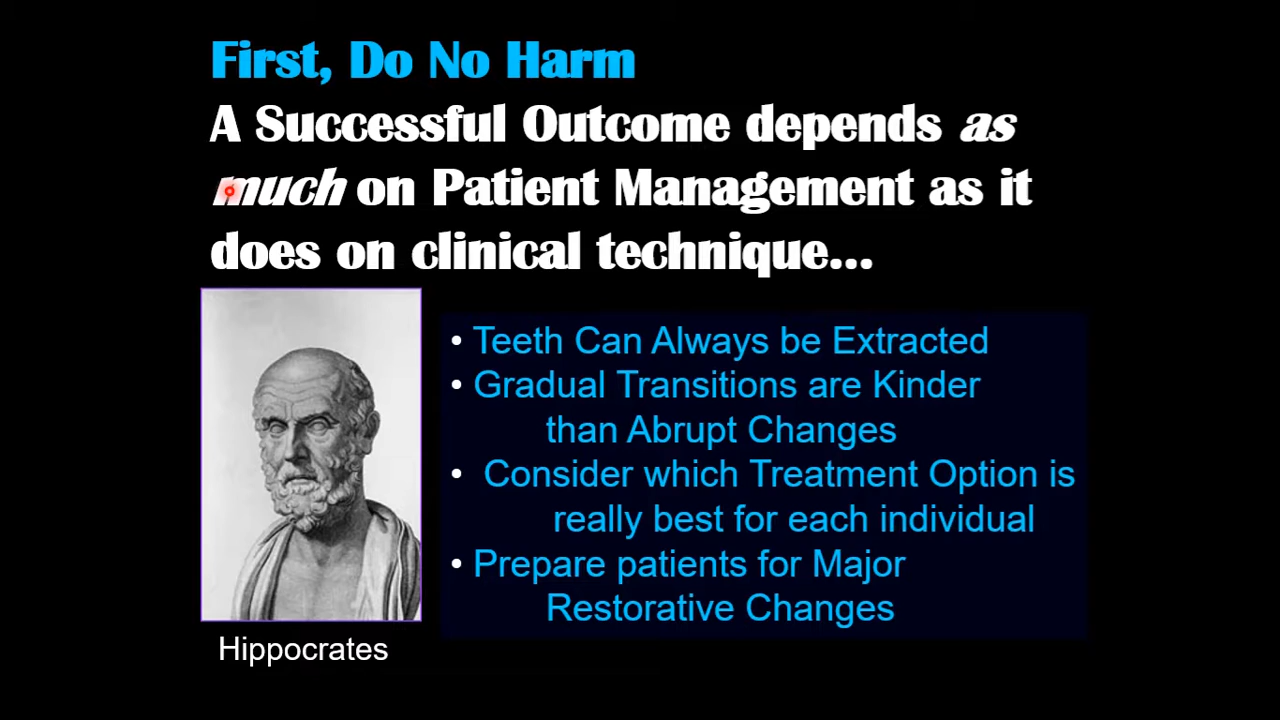 First, Do No Harm
A Successful Outcome depends as
much on Patient Management as it
does on clinical technique...
• Teeth Can Always be Extracted
• Gradual Transitions are Kinder
than Abrupt Changes
• Consider which Treatment Option is
really best for each individual
• Prepare patients for Major
Restorative Changes
Hippocrates